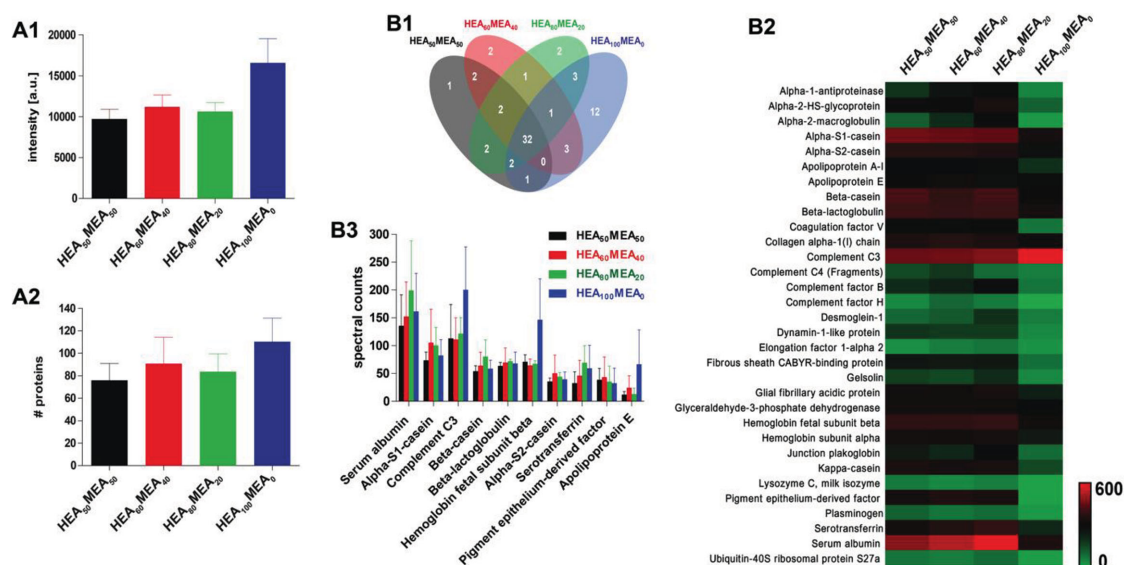 A1
intensity [a.u.]
20000
15000
10000
5000
0
HEA50MEA50
HEA60MEA40
HEA80MEA20
HEA100MEA0
A2
# proteins
140
120
100
80
60
40
20
0
HEA50MEA50
HEA60MEA40
HEA80MEA20
HEA100MEA0
B1
HEA60MEA40
HEA80MEA20
HEA50MEA50
HEA100MEA0
2
2
1
2
1
3
12
2
1
32
2
2
0
3
1
B3
spectral counts
300
250
200
150
100
50
0
HEA50MEA50
HEA60MEA40
HEA80MEA20
HEA100MEA0
Serum albumin
Alpha-S1-casein
Complement C3
Beta-casein
Beta-lactoglobulin
Hemoglobin fetal subunit beta
Alpha-S2-casein
Serotransferrin
Pigment epithelium-derived factor
Apolipoprotein E
B2
HEA50MEA50
HEA60MEA40
HEA80MEA20
HEA100MEA0
Alpha-1-antiproteinase
Alpha-2-HS-glycoprotein
Alpha-2-macroglobulin
Alpha-S1-casein
Alpha-S2-casein
Apolipoprotein A-I
Apolipoprotein E
Beta-casein
Beta-lactoglobulin
Coagulation factor V
Collagen alpha-1(I) chain
Complement C3
Complement C4 (Fragments)
Complement factor B
Complement factor H
Desmoglein-1
Dynamin-1-like protein
Elongation factor 1-alpha 2
Fibrous sheath CABYR-binding protein
Gelsolin
Glial fibrillary acidic protein
Glyceraldehyde-3-phosphate dehydrogenase
Hemoglobin fetal subunit beta
Hemoglobin subunit alpha
Junction plakoglobin
Kappa-casein
Lysozyme C, milk isozyme
Pigment epithelium-derived factor
Plasminogen
Serotransferrin
Serum albumin
Ubiquitin-40S ribosomal protein S27a
600
0